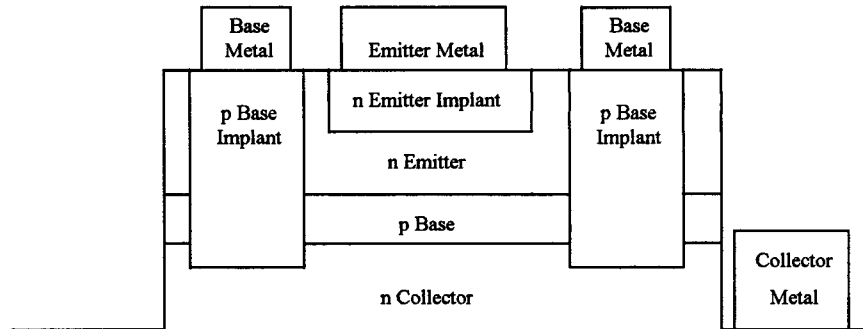 Base
Metal
Emitter Metal
Base
Metal
p Base
Implant
n Emitter Implant
p Base
Implant
n Emitter
p Base
Collector
Metal
n Collector